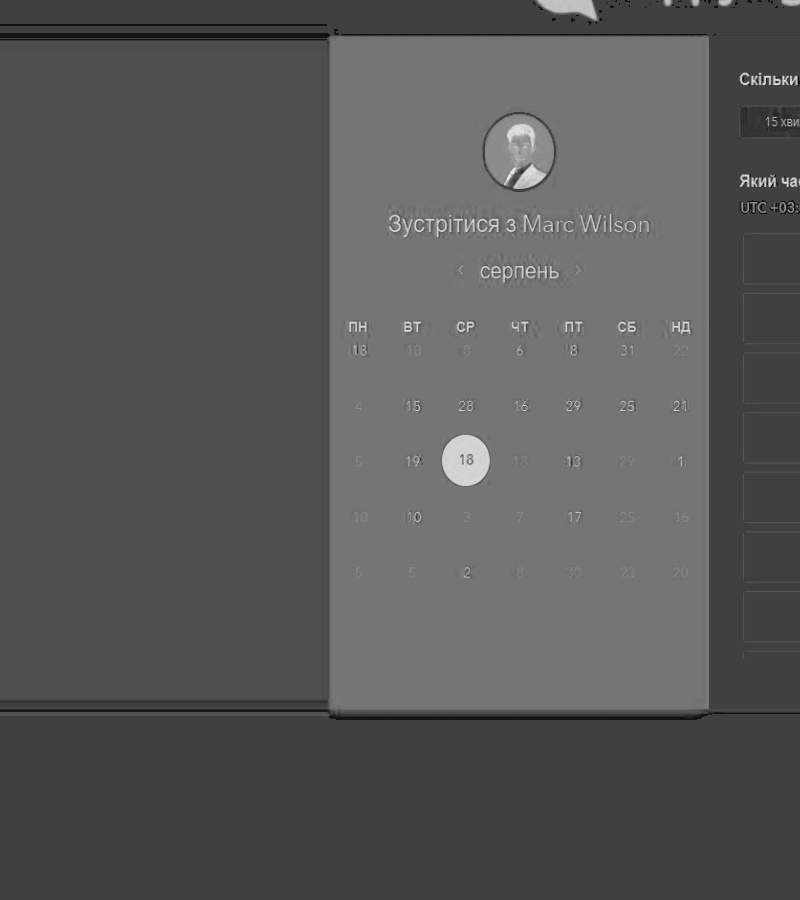 Скільки
15 хви
Який ча
UTC +03:
Зустрітися з Marc Wilson
‹ серпень ›
ПН ВТ СР ЧТ ПТ СБ НД
18 10 8 6 8 31 22
4 15 28 16 29 25 21
5 19 18 18 13 29 1
10 10 3 7 17 25 16
5 5 2 8 30 23 20